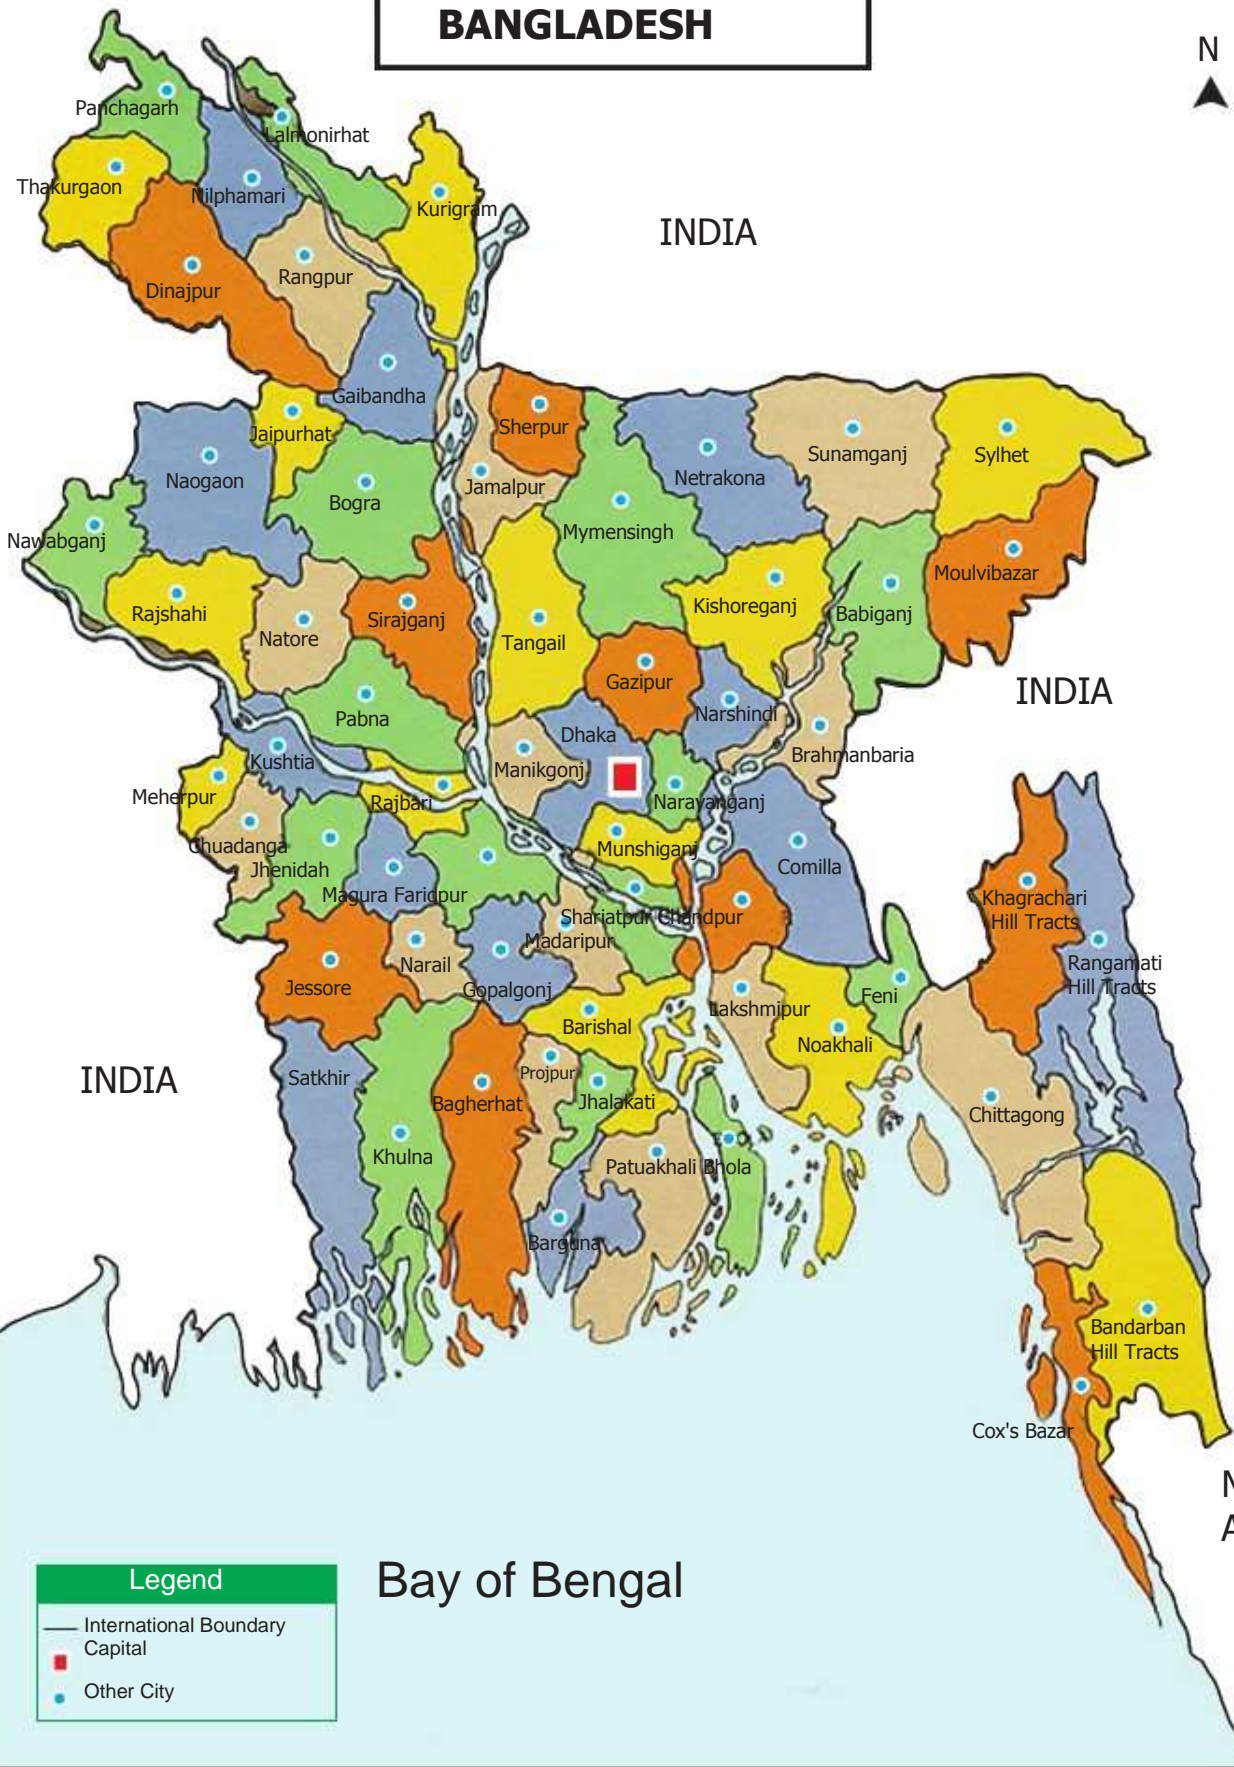 BANGLADESH
N
Panchagarh
Lalmonirhat
Thakurgaon
Nilphamari
Kurigram
INDIA
Rangpur
Dinajpur
Gaibandha
Sherpur
Jaipurhat
Sunamganj
Sylhet
Naogaon
Netrakona
Bogra
Jamalpur
Mymensingh
Nawabganj
Moulvibazar
Rajshahi
Kishoreganj
Babiganj
Sirajganj
Natore
Tangail
Gazipur
INDIA
Pabna
Narshindi
Dhaka
Brahmanbaria
Kushtia
Manikgonj
Meherpur
Rajbari
Narayanganj
Chuadanga
Munshiganj
Jhenidah
Comilla
Magura Faridpur
Khagrachari
Hill Tracts
Shariatpur Chandpur
Madaripur
Narail
Rangamati
Hill Tracts
Jessore
Gopalgonj
Feni
Lakshmipur
Barishal
Noakhali
INDIA
Satkhir
Projpur
Bagherhat
Jhalakati
Chittagong
Khulna
Patuakhali Bhola
Barguna
Bandarban
Hill Tracts
Cox's Bazar
Bay of Bengal
Legend
International Boundary
Capital
Other City